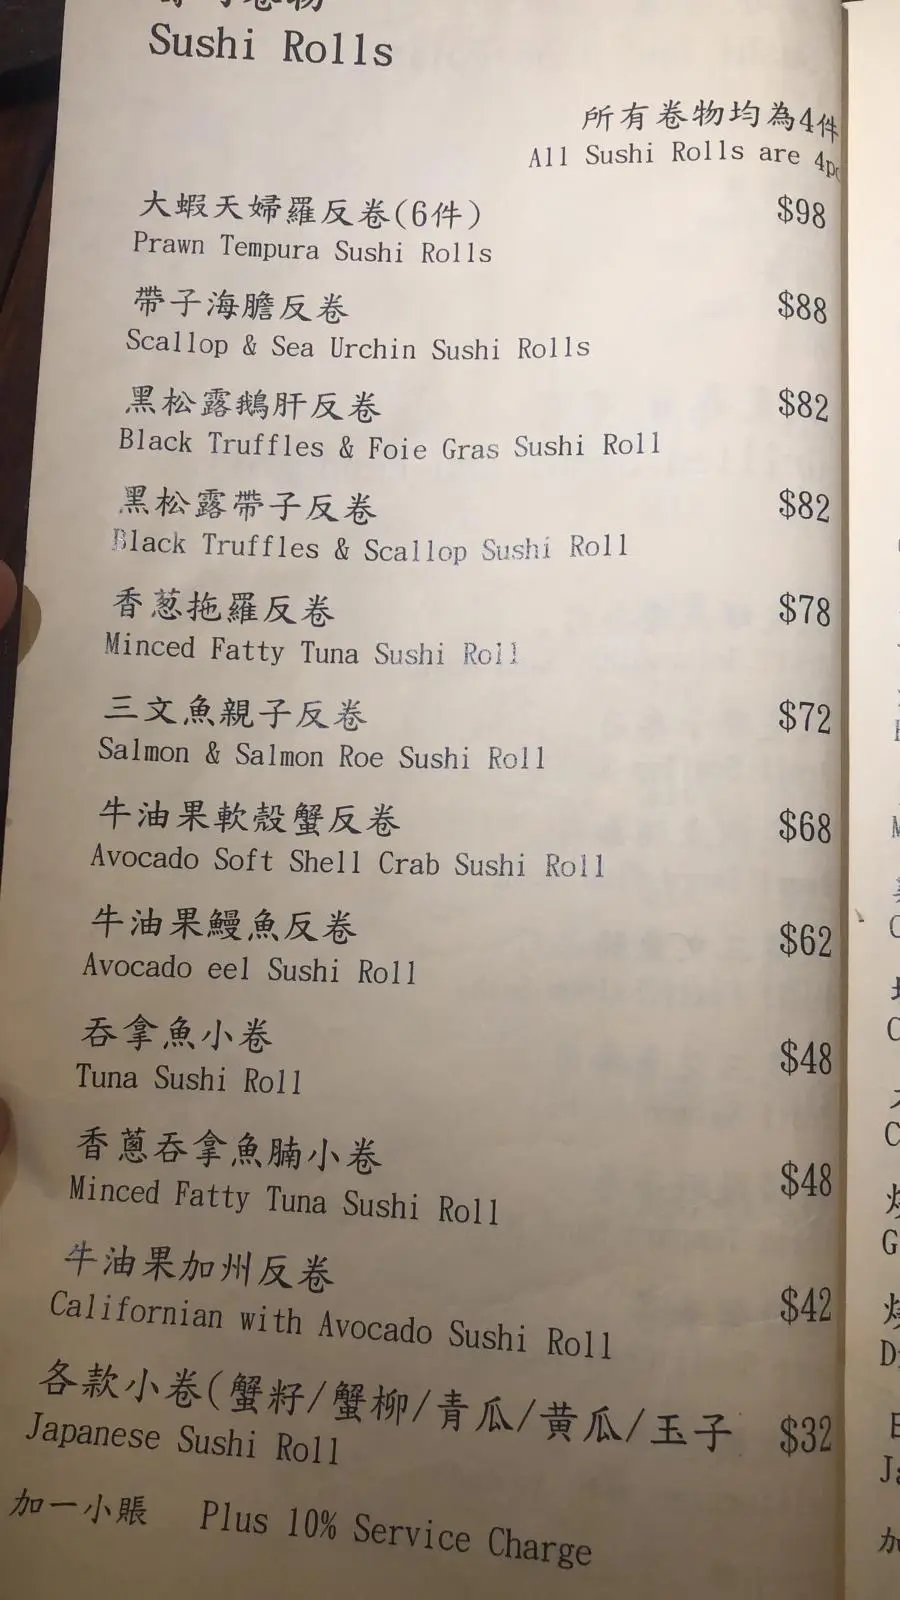 Sushi Rolls
所有卷物均為4件
All Sushi Rolls are
大蝦天婦羅反卷(6件) $98
Prawn Tempura Sushi Rolls
帶子海膽反卷 $88
Scallop & Sea Urchin Sushi Rolls
黑松露鵝肝反卷 $82
Black Truffles & Foie Gras Sushi Roll
黑松露帶子反卷 $82
Black Truffles & Scallop Sushi Roll
香葱拖羅反卷 $78
Minced Fatty Tuna Sushi Roll
三文魚親子反卷 $72
Salmon & Salmon Roe Sushi Roll
牛油果軟殼蟹反卷 $68
Avocado Soft Shell Crab Sushi Roll
牛油果鰻魚反卷 $62
Avocado eel Sushi Roll
吞拿魚小卷 $48
Tuna Sushi Roll
香蔥吞拿魚腩小卷 $48
Minced Fatty Tuna Sushi Roll
牛油果加州反卷 $42
Californian with Avocado Sushi Roll
各款小卷(蟹籽/蟹柳/青瓜/黄瓜/玉子 $32
Japanese Sushi Roll
加一小賬 Plus 10% Service Charge